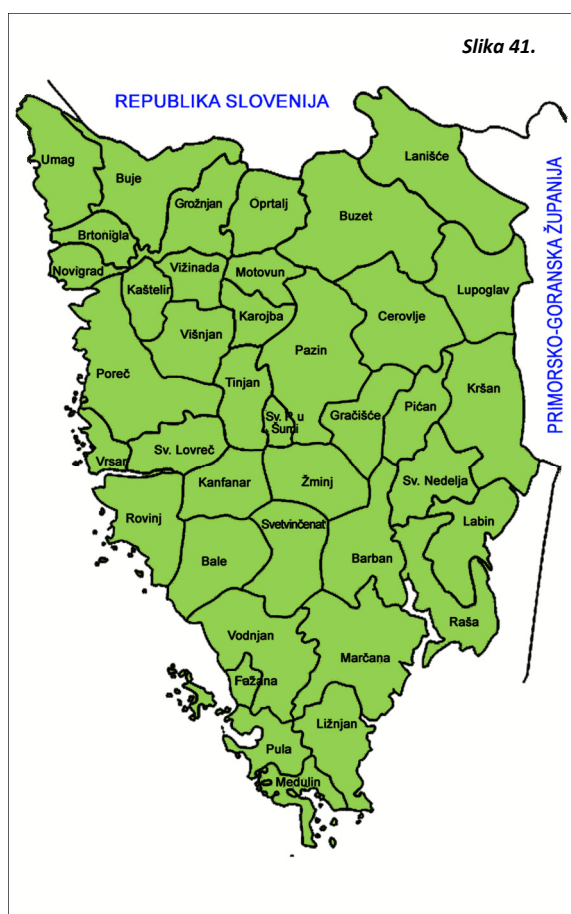 Slika 41.
REPUBLIKA SLOVENIJA
Lanišće
Umag
Buje
Grožnjan
Oprtalj
Buzet
PRIMORSKO-GORANSKA ŽUPANIJA
Brtonigla
Novigrad
Vižinada
Motovun
Kaštelir
Lupoglav
Karojba
Cerovlje
Višnjan
Pazin
Poreč
Tinjan
Kršan
Pićan
Sv. P. u
Šumi
Gračišće
Vrsar
Sv. Lovreč
Kanfanar
Žminj
Sv. Nedelja
Rovinj
Svetvinčenat
Labin
Bale
Barban
Raša
Vodnjan
Marčana
Fažana
Ližnjan
Pula
Medulin